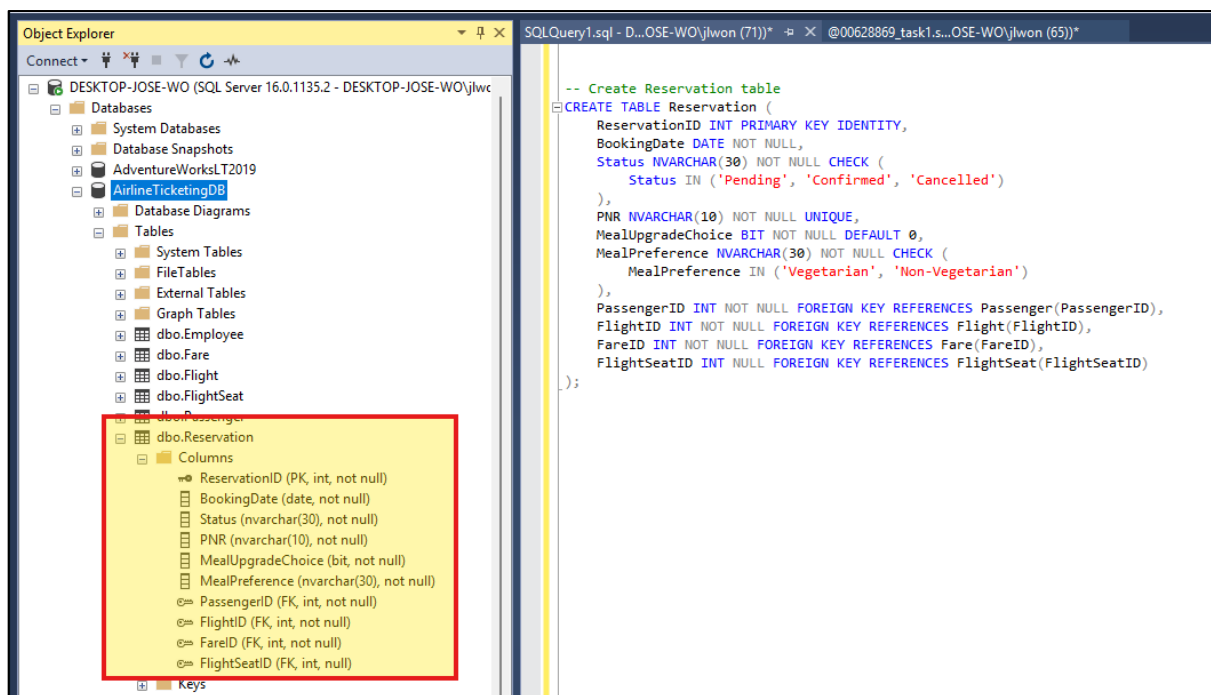 Object Explorer
Connect
DESKTOP-JOSE-WO (SQL Server 16.0.1135.2 - DESKTOP-JOSE-WO\jlwc
Databases
System Databases
Database Snapshots
AdventureWorksLT2019
AirlineTicketingDB
Database Diagrams
Tables
System Tables
FileTables
External Tables
Graph Tables
dbo.Employee
dbo.Fare
dbo.Flight
dbo.FlightSeat
dbo.Passenger
dbo.Reservation
Columns
ReservationID (PK, int, not null)
BookingDate (date, not null)
Status (nvarchar(30), not null)
PNR (nvarchar(10), not null)
MealUpgradeChoice (bit, not null)
MealPreference (nvarchar(30), not null)
PassengerID (FK, int, not null)
FlightID (FK, int, not null)
FareID (FK, int, not null)
FlightSeatID (FK, int, null)
Keys
SQLQuery1.sql - D...OSE-WO\jlwon (71))* @00628869_task1.s...OSE-WO\jlwon (65))*
-- Create Reservation table
CREATE TABLE Reservation (
ReservationID INT PRIMARY KEY IDENTITY,
BookingDate DATE NOT NULL,
Status NVARCHAR(30) NOT NULL CHECK (
Status IN ('Pending', 'Confirmed', 'Cancelled')
),
PNR NVARCHAR(10) NOT NULL UNIQUE,
MealUpgradeChoice BIT NOT NULL DEFAULT 0,
MealPreference NVARCHAR(30) NOT NULL CHECK (
MealPreference IN ('Vegetarian', 'Non-Vegetarian')
),
PassengerID INT NOT NULL FOREIGN KEY REFERENCES Passenger(PassengerID),
FlightID INT NOT NULL FOREIGN KEY REFERENCES Flight(FlightID),
FareID INT NOT NULL FOREIGN KEY REFERENCES Fare(FareID),
FlightSeatID INT NULL FOREIGN KEY REFERENCES FlightSeat(FlightSeatID)
);